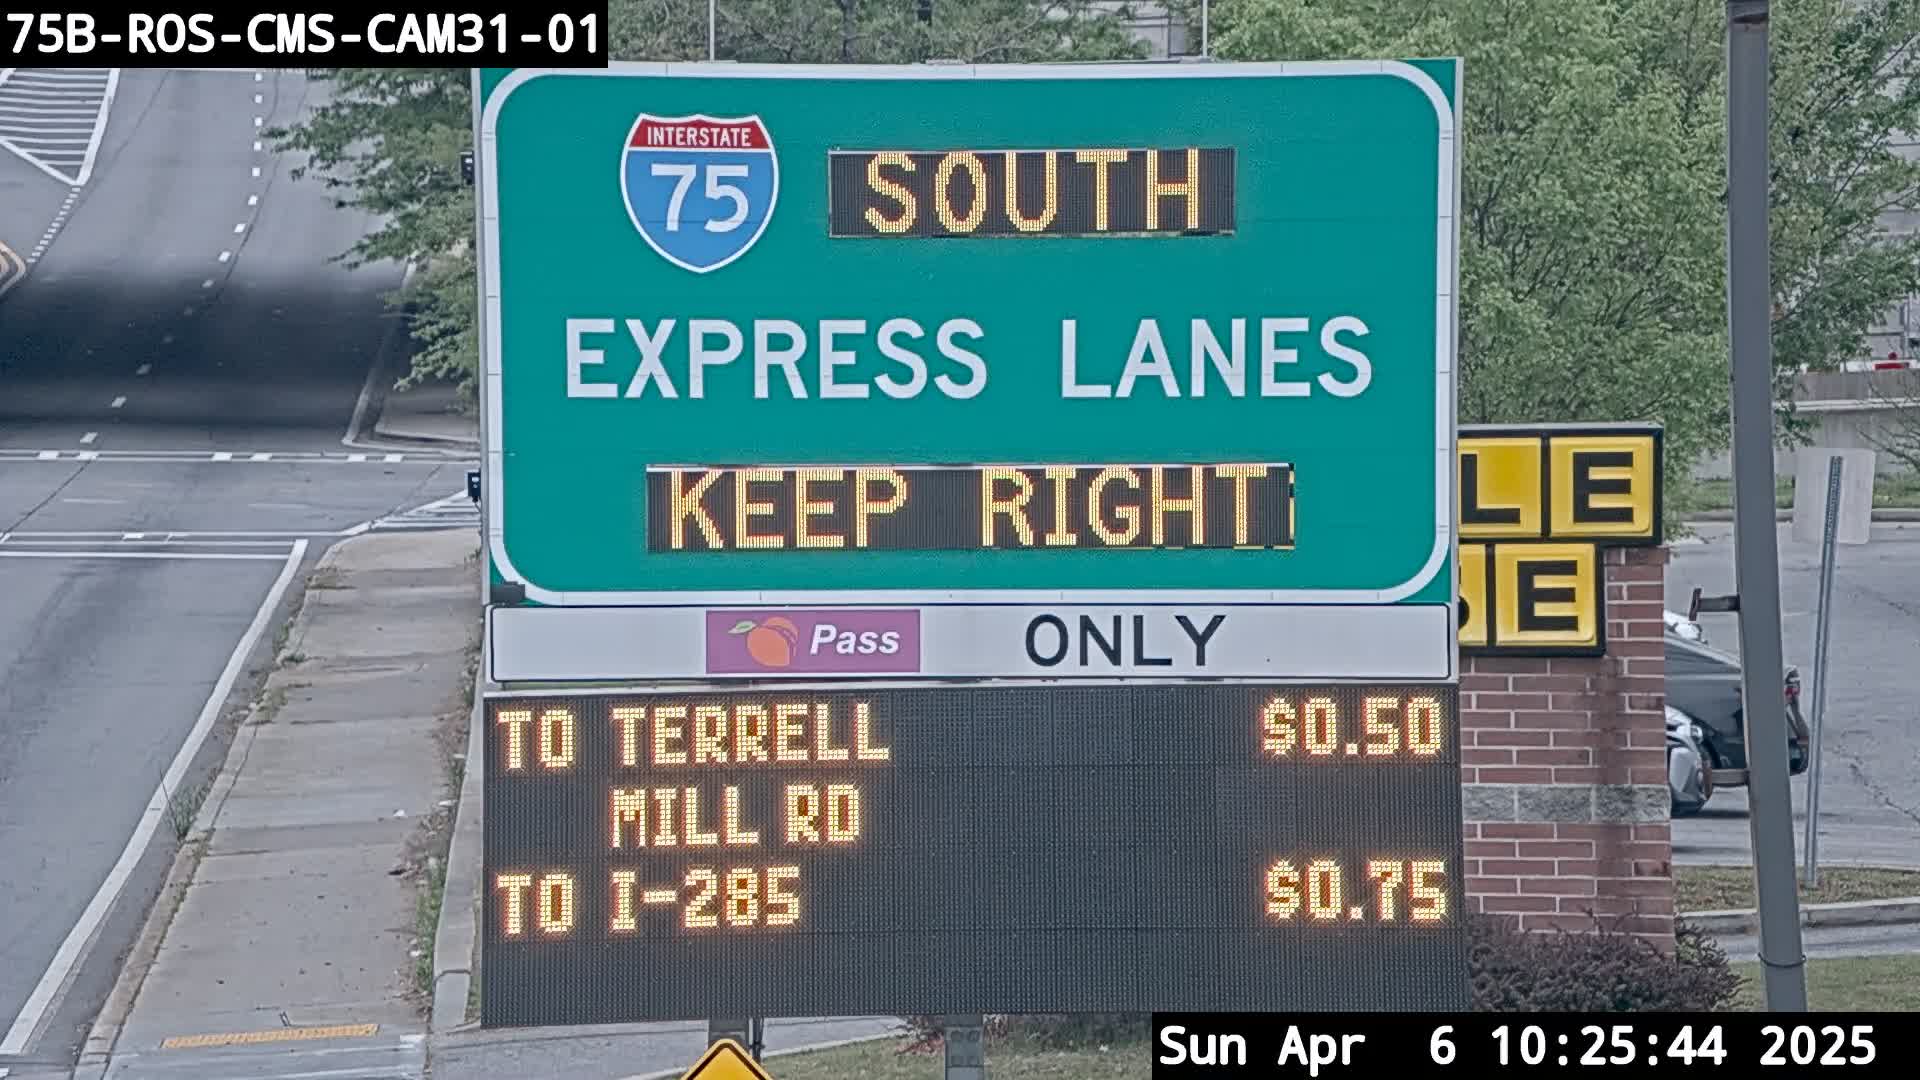 75B-ROS-CMS-CAM31-01
INTERSTATE
75
SOUTH
EXPRESS LANES
KEEP RIGHT
Pass ONLY
TO TERRELL $0.50
MILL RD
TO I-285 $0.75
LE
E
Sun Apr 6 10:25:44 2025